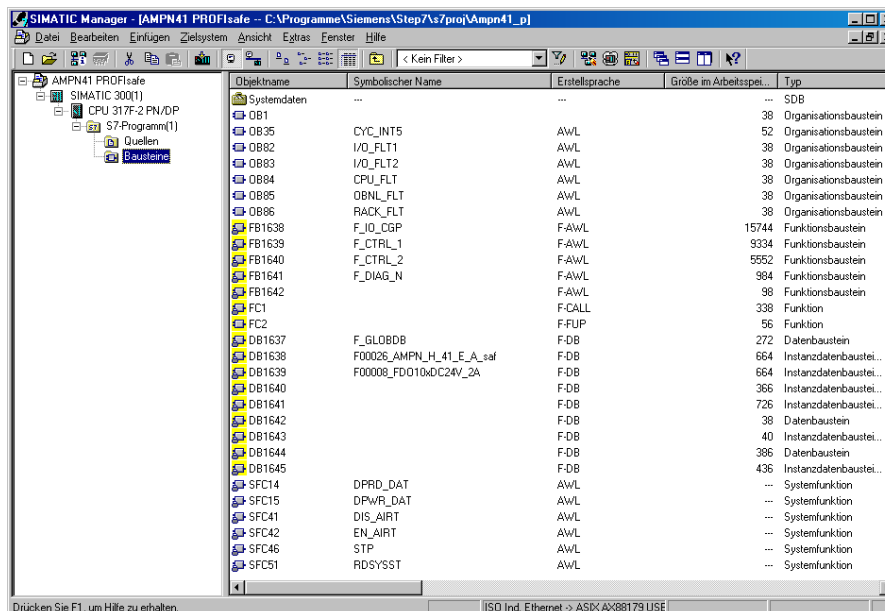 SIMATIC Manager - [AMPN41 PROFIsafe -- C:\Programme\Siemens\Step7\s7proj\Ampn41_p]
Datei Bearbeiten Einfügen Zielsystem Ansicht Extras Fenster Hilfe
< Kein Filter >
AMPN41 PROFIsafe
SIMATIC 300(1)
CPU 317F-2 PN/DP
S7-Programm(1)
Quellen
Bausteine
Objektname Symbolischer Name Erstellsprache Größe im Arbeitsspei... Typ
Systemdaten --- --- --- SDB
OB1 38 Organisationsbaustein
OB35 CYC_INT5 AWL 52 Organisationsbaustein
OB82 I/O_FLT1 AWL 38 Organisationsbaustein
OB83 I/O_FLT2 AWL 38 Organisationsbaustein
OB84 CPU_FLT AWL 38 Organisationsbaustein
OB85 OBNL_FLT AWL 38 Organisationsbaustein
OB86 RACK_FLT AWL 38 Organisationsbaustein
FB1638 F_IO_CGP F-AWL 15744 Funktionsbaustein
FB1639 F_CTRL_1 F-AWL 9334 Funktionsbaustein
FB1640 F_CTRL_2 F-AWL 5552 Funktionsbaustein
FB1641 F_DIAG_N F-AWL 984 Funktionsbaustein
FB1642 F-AWL 98 Funktionsbaustein
FC1 F-CALL 338 Funktion
FC2 F-FUP 56 Funktion
DB1637 F_GLOBDB F-DB 272 Datenbaustein
DB1638 F00026_AMPN_H_41_E_A_saf F-DB 664 Instanzdatenbaustei...
DB1639 F00008_FDO10xDC24V_2A F-DB 664 Instanzdatenbaustei...
DB1640 F-DB 366 Instanzdatenbaustei...
DB1641 F-DB 726 Instanzdatenbaustei...
DB1642 F-DB 38 Datenbaustein
DB1643 F-DB 40 Instanzdatenbaustei...
DB1644 F-DB 386 Datenbaustein
DB1645 F-DB 436 Instanzdatenbaustei...
SFC14 DPRD_DAT AWL --- Systemfunktion
SFC15 DPWR_DAT AWL --- Systemfunktion
SFC41 DIS_AIRT AWL --- Systemfunktion
SFC42 EN_AIRT AWL --- Systemfunktion
SFC46 STP AWL --- Systemfunktion
SFC51 RDSYSST AWL --- Systemfunktion
Drücken Sie F1, um Hilfe zu erhalten. ISO Ind. Ethernet -> ASIX AX88179 USE